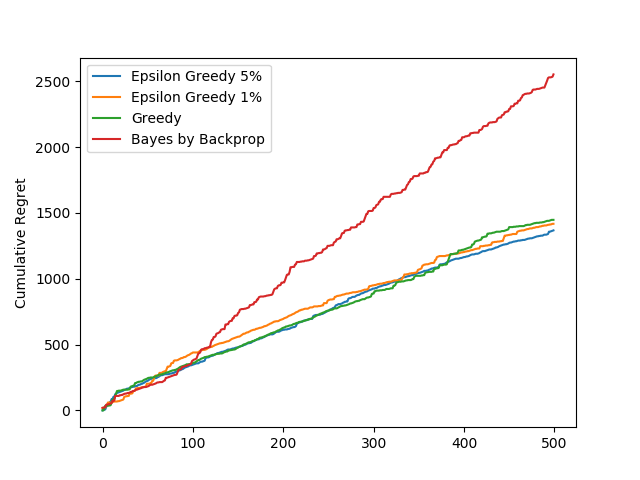 Epsilon Greedy 5%
Epsilon Greedy 1%
Greedy
Bayes by Backprop
Cumulative Regret
2500
2000
1500
1000
500
0
0 100 200 300 400 500